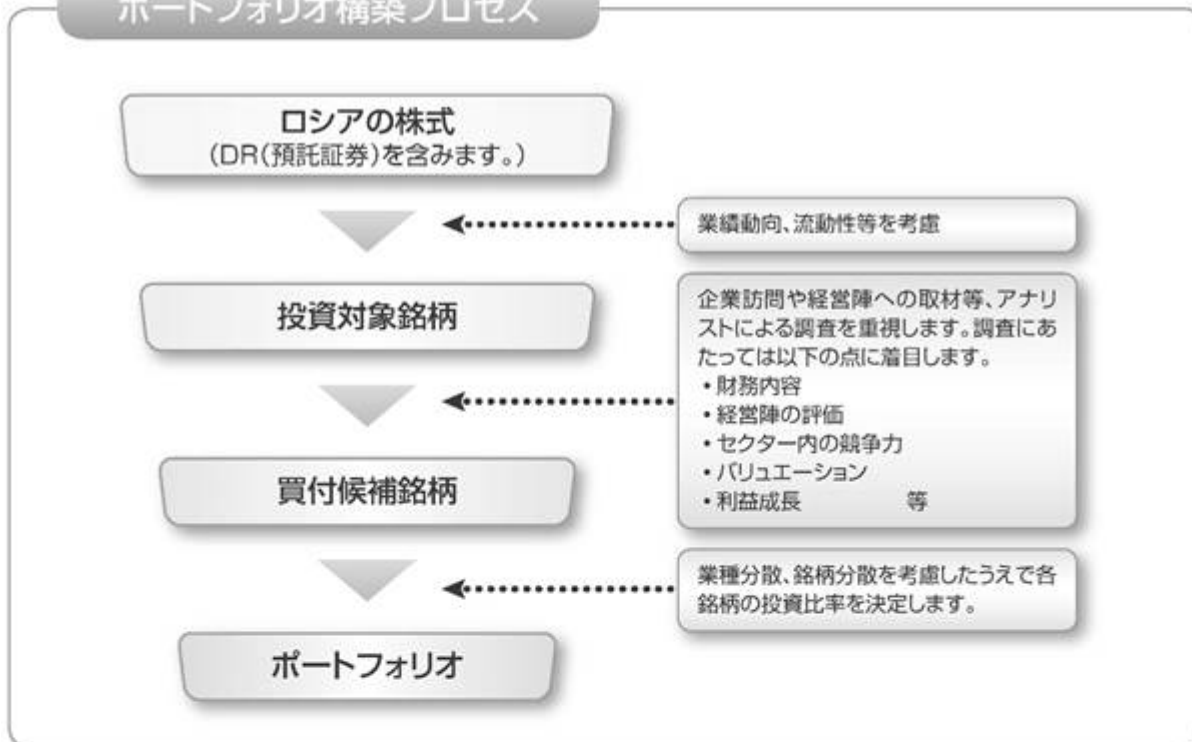 ポートフォリオ構築プロセス
ロシアの株式
(DR(預託証券)を含みます。)
業績動向、流動性等を考慮
投資対象銘柄
企業訪問や経営陣への取材等、アナリ
ストによる調査を重視します。調査にあ
たっては以下の点に着目します。
・財務内容
・経営陣の評価
・セクター内の競争力
・バリュエーション
・利益成長 等
買付候補銘柄
業種分散、銘柄分散を考慮したうえで各
銘柄の投資比率を決定します。
ポートフォリオ